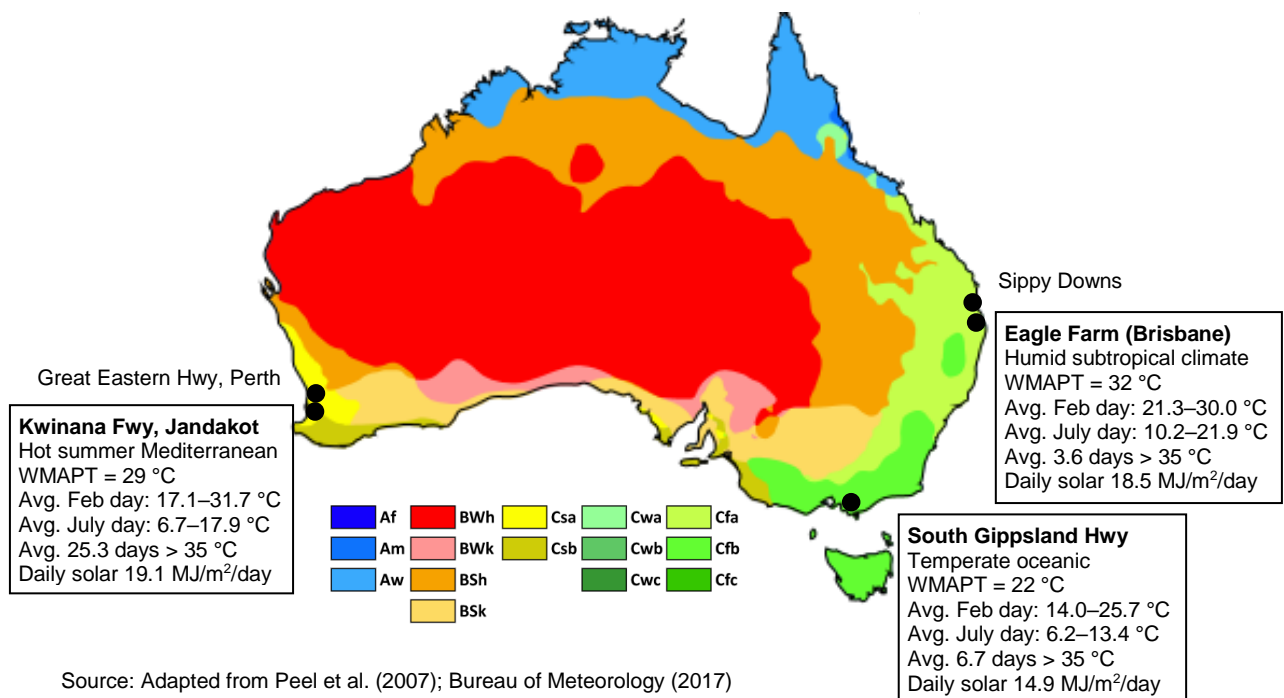 Sippy Downs
Eagle Farm (Brisbane)
Humid subtropical climate
WMAPT = 32 °C
Avg. Feb day: 21.3–30.0 °C
Avg. July day: 10.2–21.9 °C
Avg. 3.6 days > 35 °C
Daily solar 18.5 MJ/m²/day
Great Eastern Hwy, Perth
Kwinana Fwy, Jandakot
Hot summer Mediterranean
WMAPT = 29 °C
Avg. Feb day: 17.1–31.7 °C
Avg. July day: 6.7–17.9 °C
Avg. 25.3 days > 35 °C
Daily solar 19.1 MJ/m²/day
Af BWh Csa Cwa Cfa
Am BWk Csb Cwb Cfb
Aw BSh Cwc Cfc
BSk
South Gippsland Hwy
Temperate oceanic
WMAPT = 22 °C
Avg. Feb day: 14.0–25.7 °C
Avg. July day: 6.2–13.4 °C
Avg. 6.7 days > 35 °C
Daily solar 14.9 MJ/m²/day
Source: Adapted from Peel et al. (2007); Bureau of Meteorology (2017)